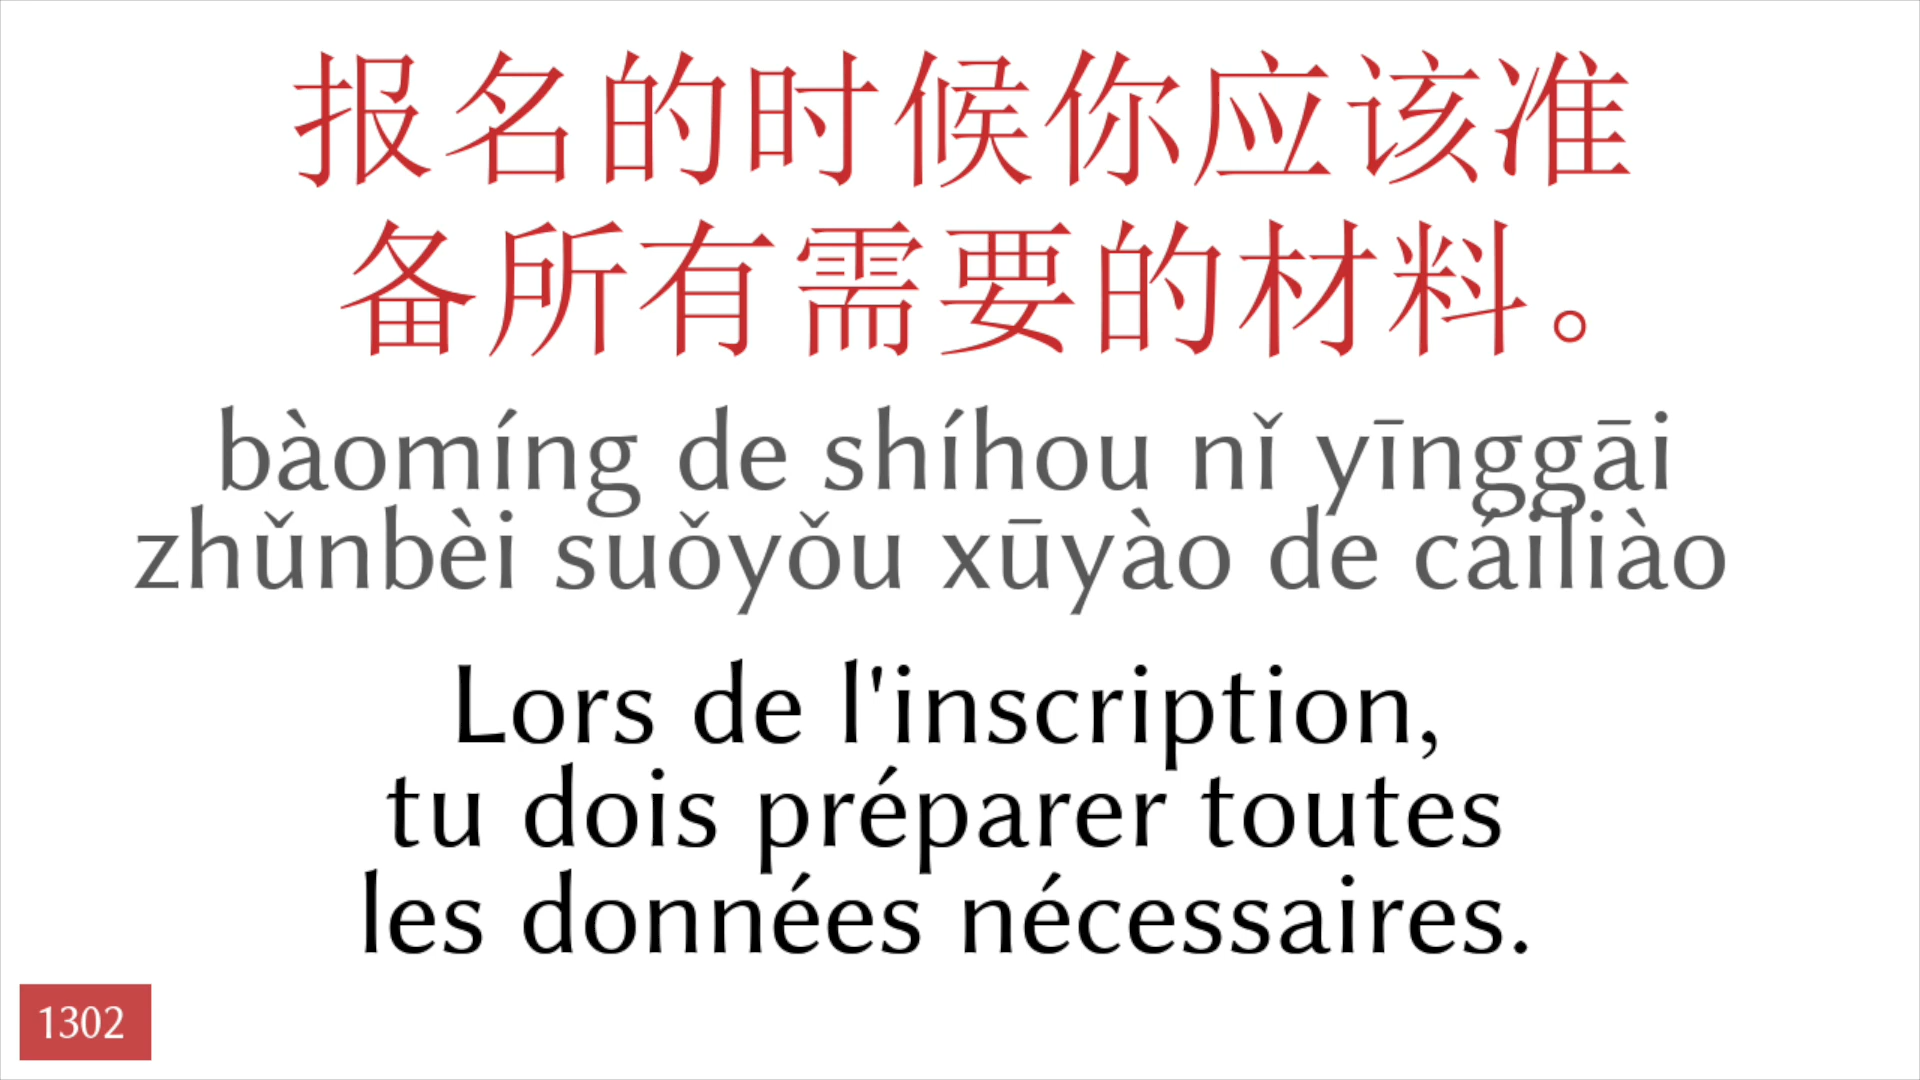 报名的时候你应该准
备所有需要的材料。
bàomíng de shíhou nǐ yīnggāi
zhǔnbèi suǒyǒu xūyào de cáiliào
Lors de l'inscription,
tu dois préparer toutes
les données nécessaires.
1302